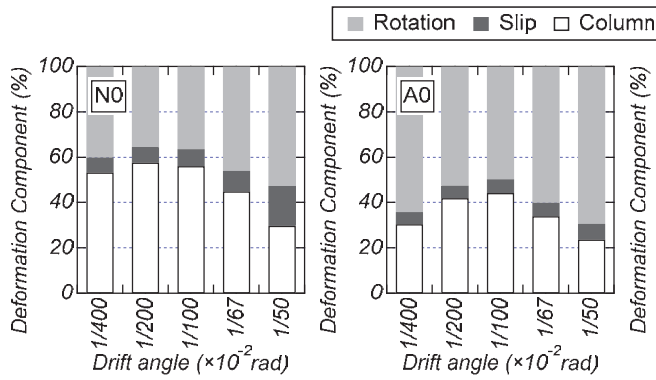 Rotation Slip Column
Deformation Component (%)
100
80
60
40
20
0
N0
1/400 1/200 1/100 1/67 1/50
Drift angle (×10⁻²rad)
Deformation Component (%)
100
80
60
40
20
0
A0
1/400 1/200 1/100 1/67 1/50
Drift angle (×10⁻²rad)
Deformation Component (%)